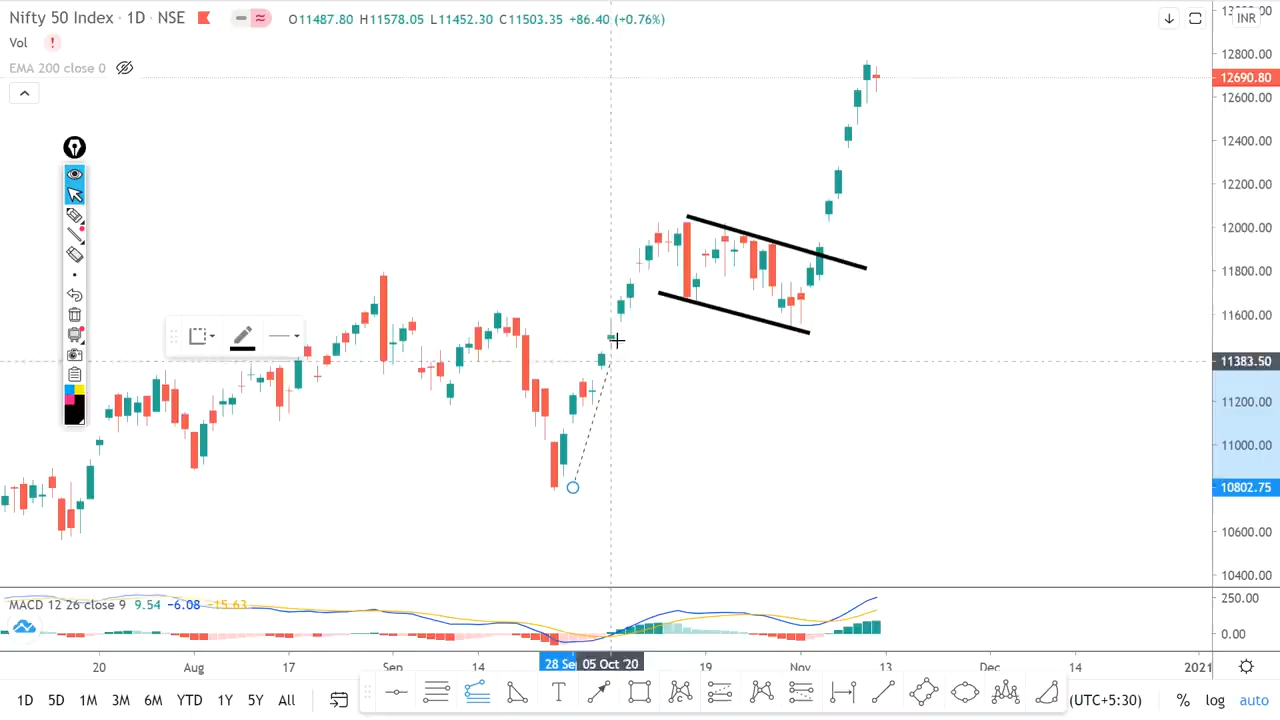 Nifty 50 Index · 1D · NSE
O11487.80 H11578.05 L11452.30 C11503.35 +86.40 (+0.76%)
INR
Vol
EMA 200 close 0
12800.00
12690.80
12600.00
12400.00
12200.00
12000.00
11800.00
11600.00
11383.50
11200.00
11000.00
10802.75
10600.00
10400.00
MACD 12 26 close 9 9.54 −6.08 −15.63
250.00
0.00
20 Aug 17 Sep 14 28 Se 05 Oct '20 19 Nov 13 Dec 14 2021
1D 5D 1M 3M 6M YTD 1Y 5Y All
(UTC+5:30) % log auto